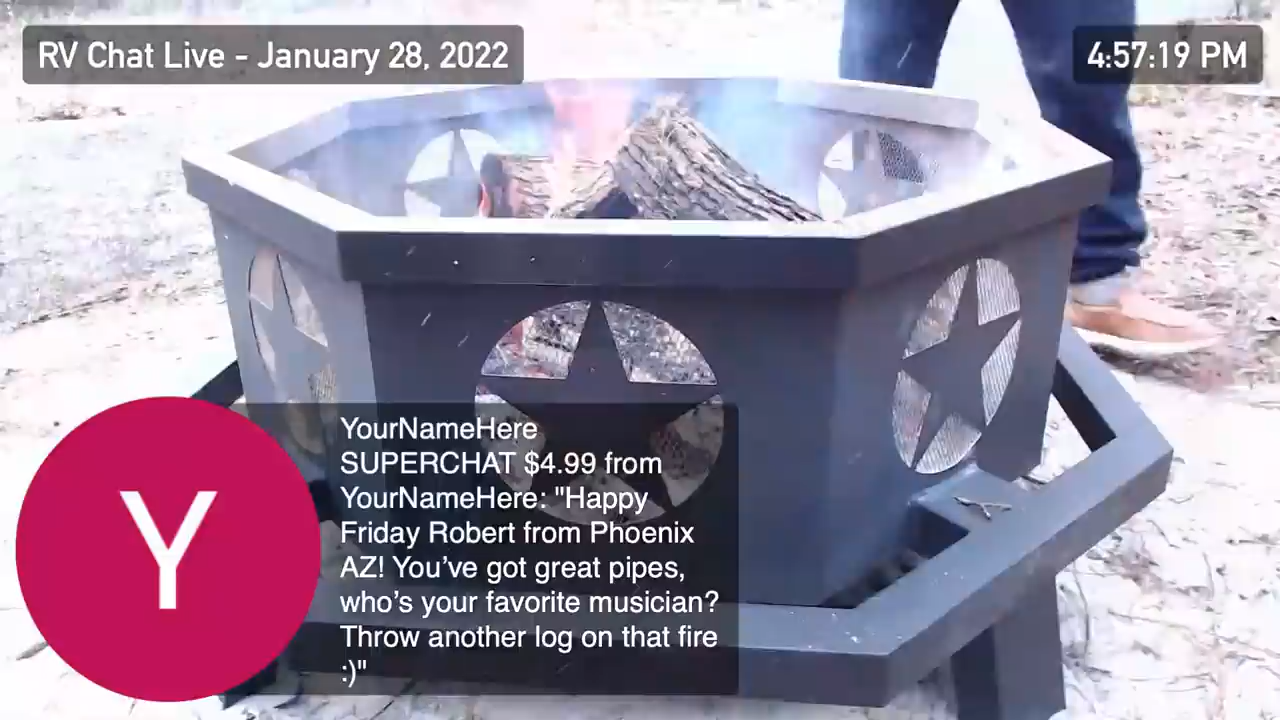 RV Chat Live - January 28, 2022
4:57:19 PM
Y
YourNameHere
SUPERCHAT $4.99 from
YourNameHere: "Happy
Friday Robert from Phoenix
AZ! You’ve got great pipes,
who’s your favorite musician?
Throw another log on that fire
:)"